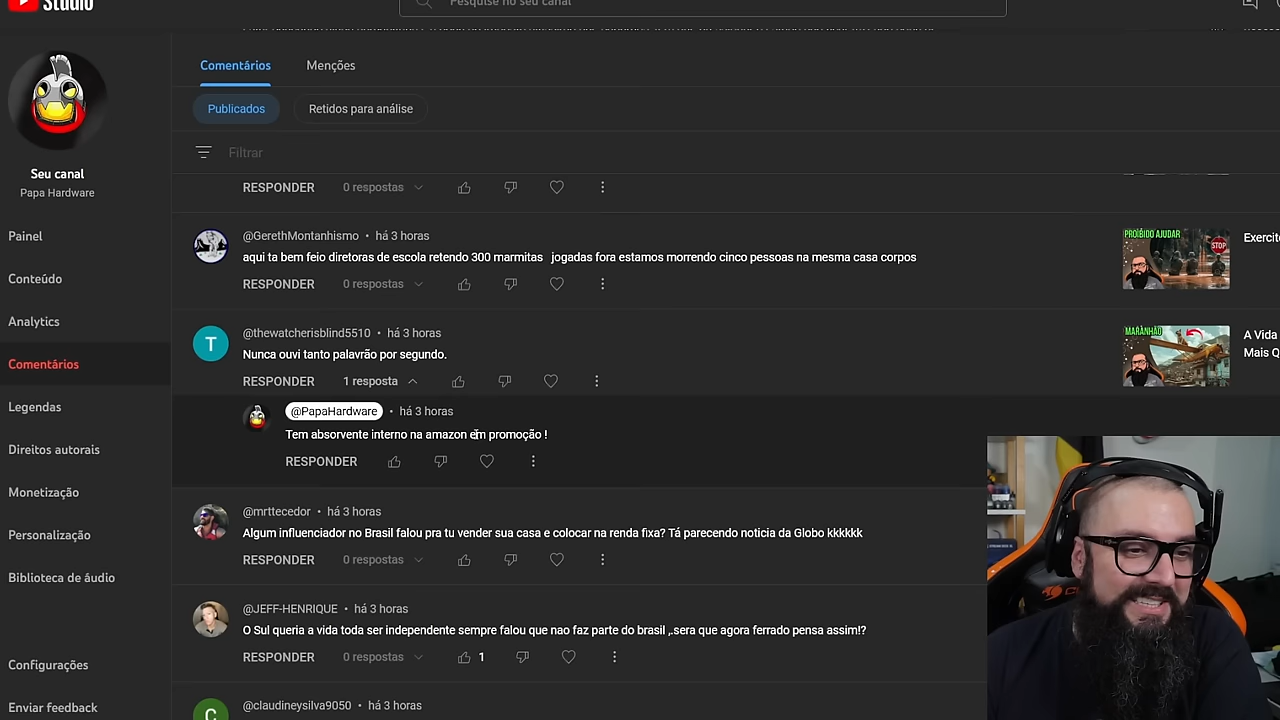 Studio
Pesquise no seu canal
Seu canal
Papa Hardware
Painel
Conteúdo
Analytics
Comentários
Legendas
Direitos autorais
Monetização
Personalização
Biblioteca de áudio
Configurações
Enviar feedback
Comentários
Menções
Publicados
Retidos para análise
Filtrar
RESPONDER 0 respostas
@GerethMontanhismo • há 3 horas
aqui ta bem feio diretoras de escola retendo 300 marmitas jogadas fora estamos morrendo cinco pessoas na mesma casa corpos
RESPONDER 0 respostas
PROÍBIDO AJUDAR
STOP
Exercit
T
@thewatcherisblind5510 • há 3 horas
Nunca ouvi tanto palavrão por segundo.
RESPONDER 1 resposta
MARANHÃO
A Vida
Mais Q
@PapaHardware • há 3 horas
Tem absorvente interno na amazon em promoção !
RESPONDER
@mrttecedor • há 3 horas
Algum influenciador no Brasil falou pra tu vender sua casa e colocar na renda fixa? Tá parecendo noticia da Globo kkkkkk
RESPONDER 0 respostas
@JEFF-HENRIQUE • há 3 horas
O Sul queria a vida toda ser independente sempre falou que nao faz parte do brasil ,.sera que agora ferrado pensa assim!?
RESPONDER 0 respostas 1
C
@claudineysilva9050 • há 3 horas